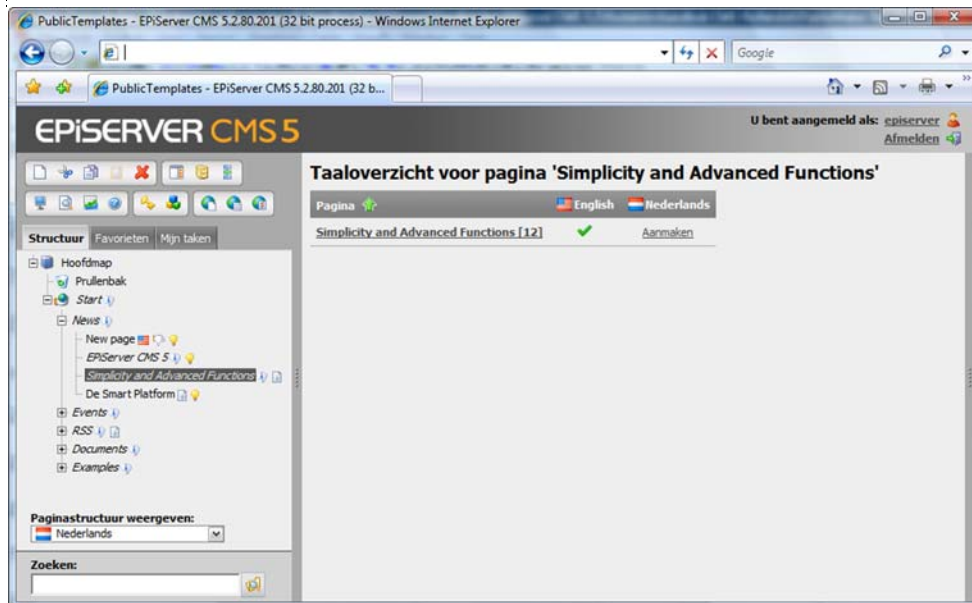 PublicTemplates - EPiServer CMS 5.2.80.201 (32 bit process) - Windows Internet Explorer
Google
PublicTemplates - EPiServer CMS 5.2.80.201 (32 b...
EPiSERVER CMS 5
U bent aangemeld als: episerver
Afmelden
Structuur Favorieten Mijn taken
Hoofdmap
Prullenbak
Start
News
New page
EPiServer CMS 5
Simplicity and Advanced Functions
De Smart Platform
Events
RSS
Documents
Examples
Paginastructuur weergeven:
Nederlands
Zoeken:
Taaloverzicht voor pagina 'Simplicity and Advanced Functions'
Pagina English Nederlands
Simplicity and Advanced Functions [12] Aanmaken